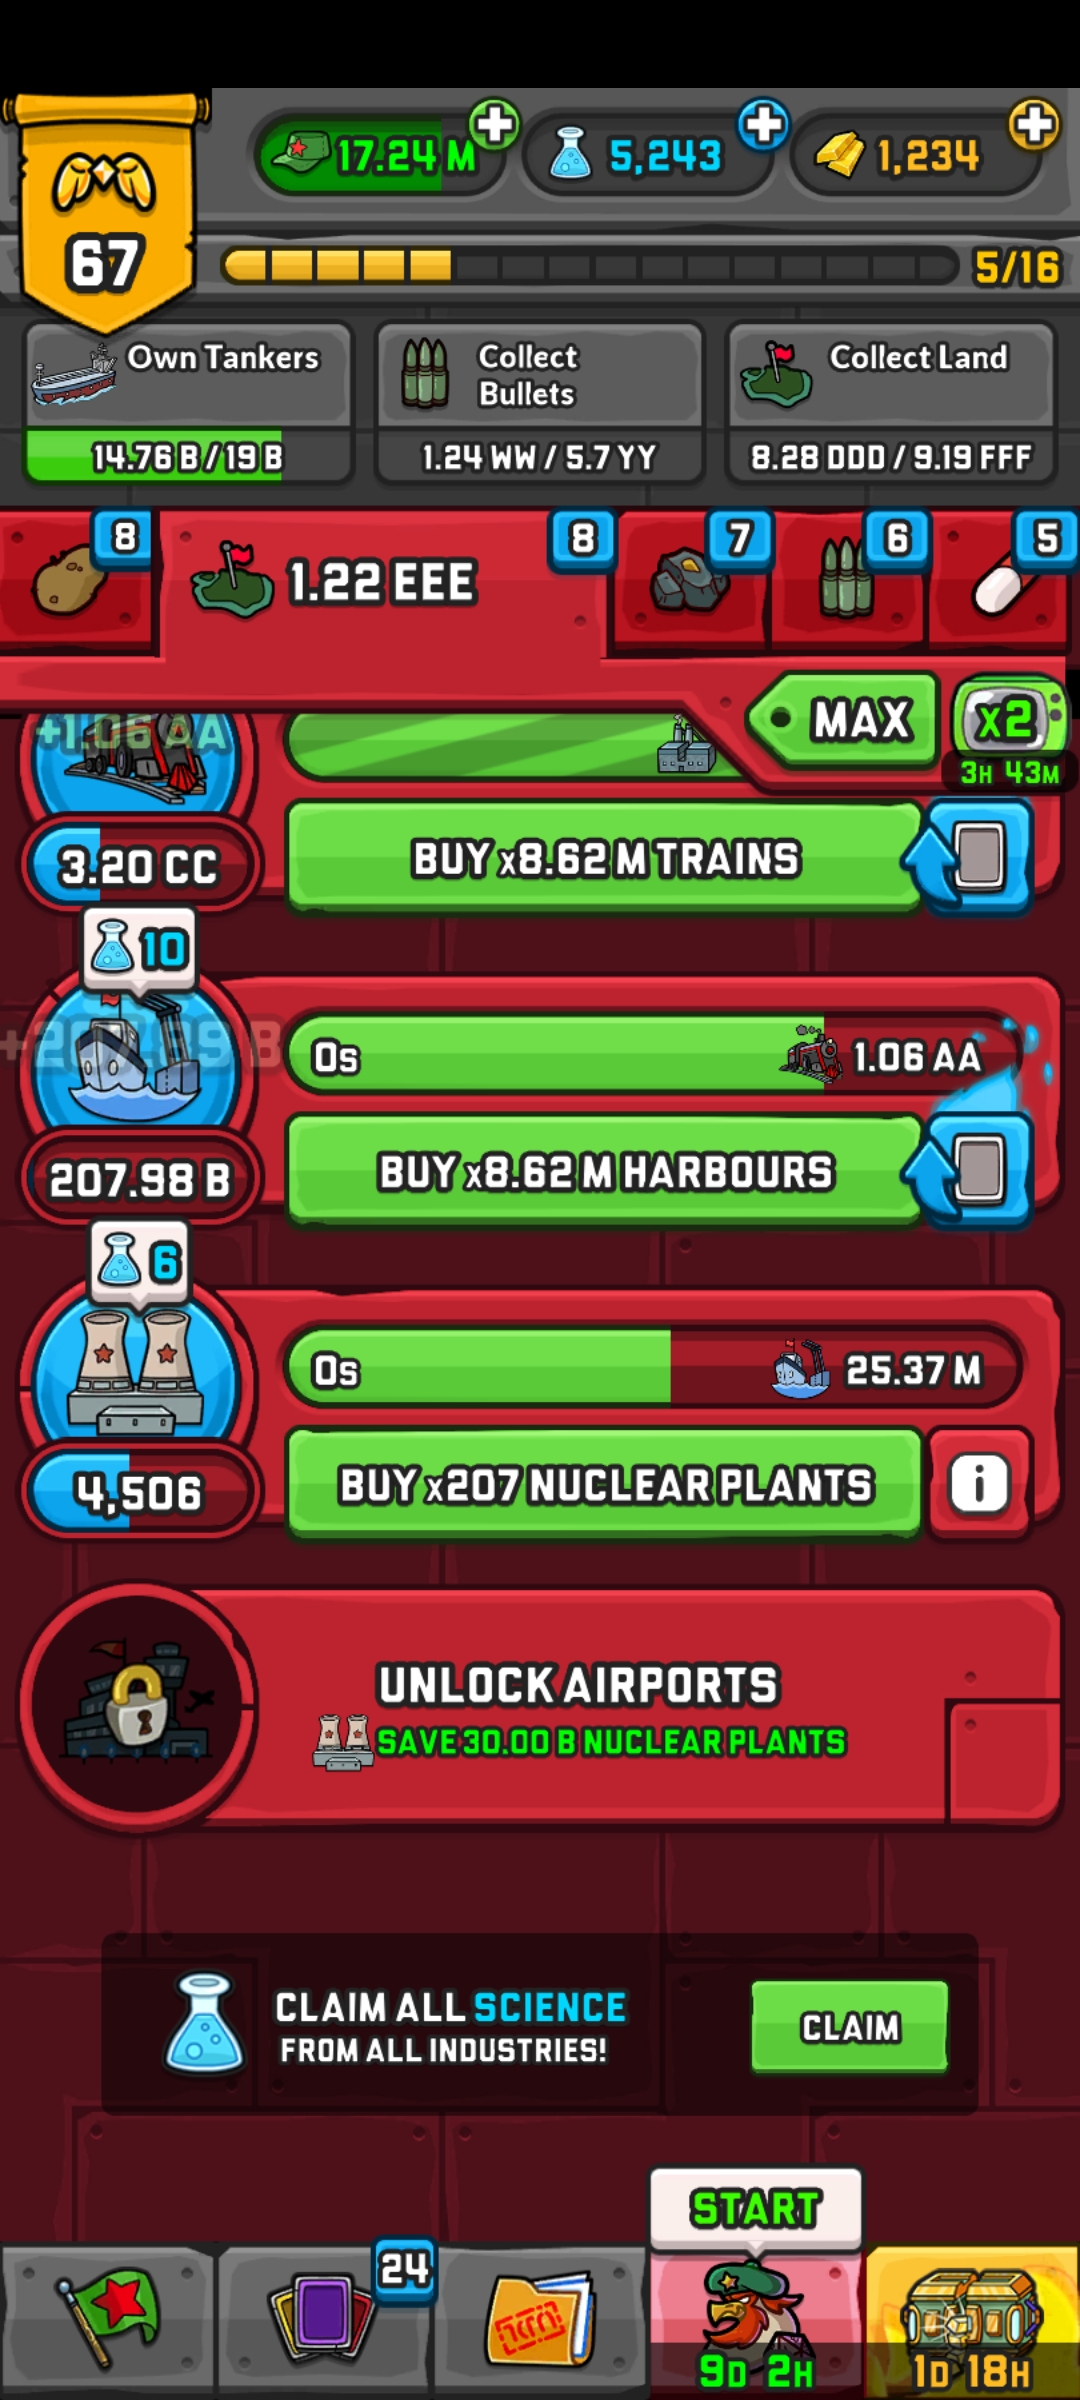 17.24 M
5,243
1,234
67
5/16
Own Tankers
14.76 B / 19 B
Collect
Bullets
1.24 WW / 5.7 YY
Collect Land
8.28 DDD / 9.19 FFF
8
1.22 EEE
8
7
6
5
MAX
x2
3H 43M
+1.06 AA
3.20 CC
BUY x8.62 M TRAINS
10
+207.89 B
0s
1.06 AA
207.98 B
BUY x8.62 M HARBOURS
6
0s
25.37 M
4,506
BUY x207 NUCLEAR PLANTS
i
UNLOCK AIRPORTS
SAVE 30.00 B NUCLEAR PLANTS
CLAIM ALL SCIENCE
FROM ALL INDUSTRIES!
CLAIM
START
24
9D 2H
1D 18H